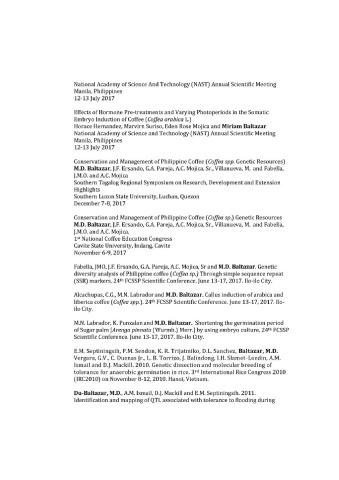 National Academy of Science And Technology (NAST) Annual Scientific Meeting
Manila, Philippines
12-13 July 2017
Effects of Hormone Pre-treatments and Varying Photoperiods in the Somatic
Embryo Induction of Coffee (Coffea arabica L.)
Horace Hernandez, Marvirn Suriso, Eden Rose Mojica and Miriam Baltazar
National Academy of Science and Technology (NAST) Annual Scientific Meeting
Manila, Philippines
12-13 July 2017
Conservation and Management of Philippine Coffee (Coffea spp. Genetic Resources)
M.D. Baltazar, J.F. Ersando, G.A. Pareja, A.C. Mojica, Sr., Villanueva, M. and Fabella,
J.M.O. and A.C. Mojica
Southern Tagalog Regional Symposium on Research, Development and Extension
Highlights
Southern Luzon State University, Lucban, Quezon
December 7-8, 2017
Conservation and Management of Philippine Coffee (Coffea sp.) Genetic Resources
M.D. Baltazar, J.F. Ersando, G.A. Pareja, A.C. Mojica, Sr., Villanueva, M. and Fabella,
J.M.O. and A.C. Mojica,
1st National Coffee Education Congress
Cavite State University, Indang, Cavite
November 6-9, 2017
Fabella, JMO, J.F. Ersando, G.A. Pareja, A.C. Mojica, Sr and M.D. Baltazar. Genetic
diversity analysis of Philippine coffee (Coffea sp.) Through simple sequence repeat
(SSR) markers. 24th FCSSP Scientific Conference. June 13-17, 2017. Ilo-ilo City.
Alcachupas, C.G., M.N. Labrador and M.D. Baltazar. Callus induction of arabica and
liberica coffee (Coffea spp.). 24th FCSSP Scientific Conference. June 13-17, 2017. Ilo-
ilo City.
M.N. Labrador, K. Punzalan and M.D. Baltazar. Shortening the germination period
of Sugar palm (Arenga pinnata (Wurmb.) Merr.) by using embryo culture. 24th FCSSP
Scientific Conference. June 13-17, 2017. Ilo-ilo City.
E.M. Septiningsih, P.M. Sendon, K. R. Trijatmiko, D.L. Sanchez, Baltazar, M.D.
Vergara, G.V., C. Duenas Jr., L. B. Torrizo, J. Balindong, I.H. Slamet-Loedin, A.M.
Ismail and D.J. Mackill. 2010. Genetic dissection and molecular breeding of
tolerance for anaerobic germination in rice. 3rd International Rice Congress 2010
(IRC2010) on November 8-12, 2010. Hanoi, Vietnam.
Du-Baltazar, M.D., A.M. Ismail, D.J. Mackill and E.M. Septiningsih. 2011.
Identification and mapping of QTL associated with tolerance to flooding during